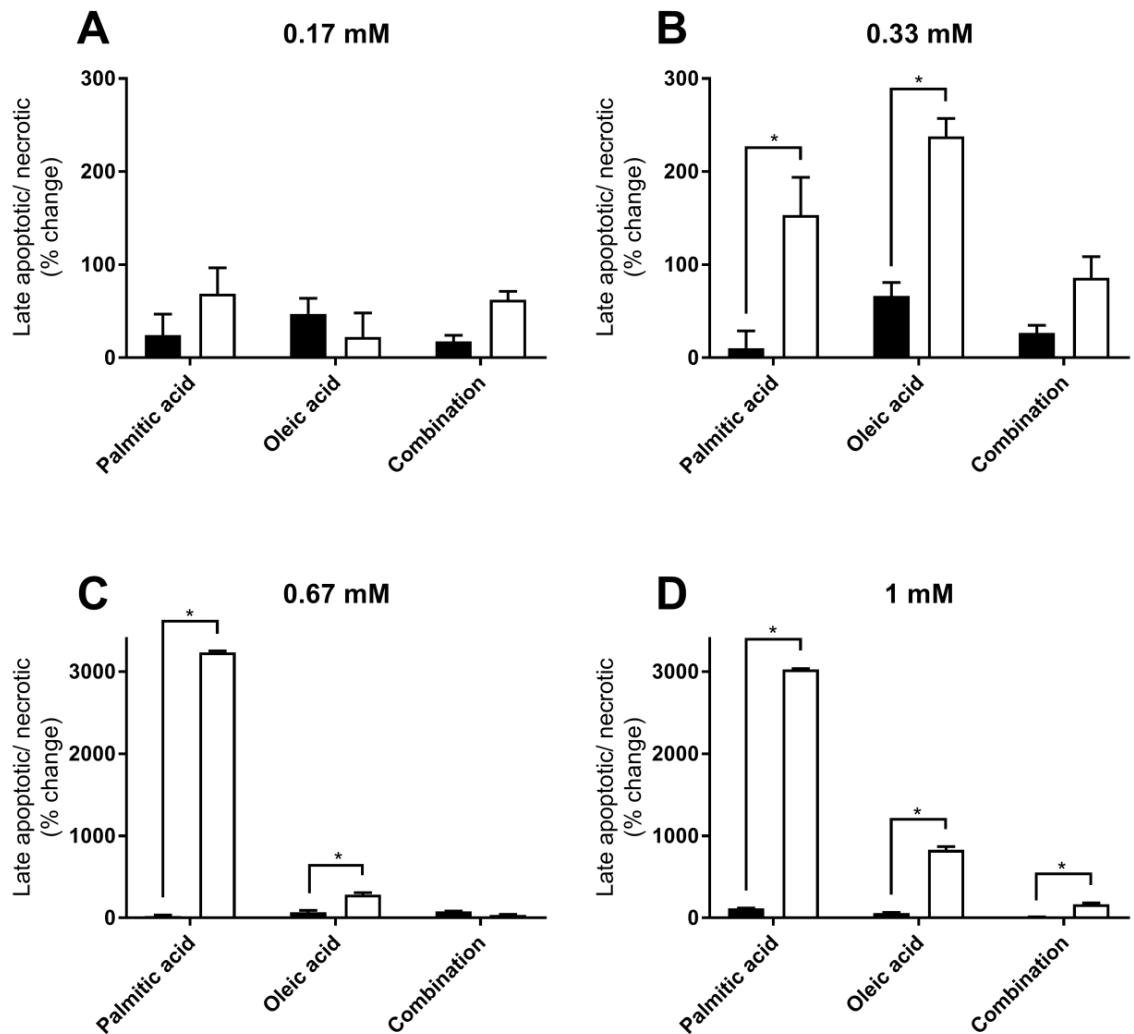 A
0.17 mM
Late apoptotic/ necrotic
(% change)
300
200
100
0
Palmitic acid
Oleic acid
Combination
B
0.33 mM
Late apoptotic/ necrotic
(% change)
300
200
100
0
*
*
Palmitic acid
Oleic acid
Combination
C
0.67 mM
Late apoptotic/ necrotic
(% change)
3000
2000
1000
0
*
*
Palmitic acid
Oleic acid
Combination
D
1 mM
Late apoptotic/ necrotic
(% change)
3000
2000
1000
0
*
*
*
Palmitic acid
Oleic acid
Combination